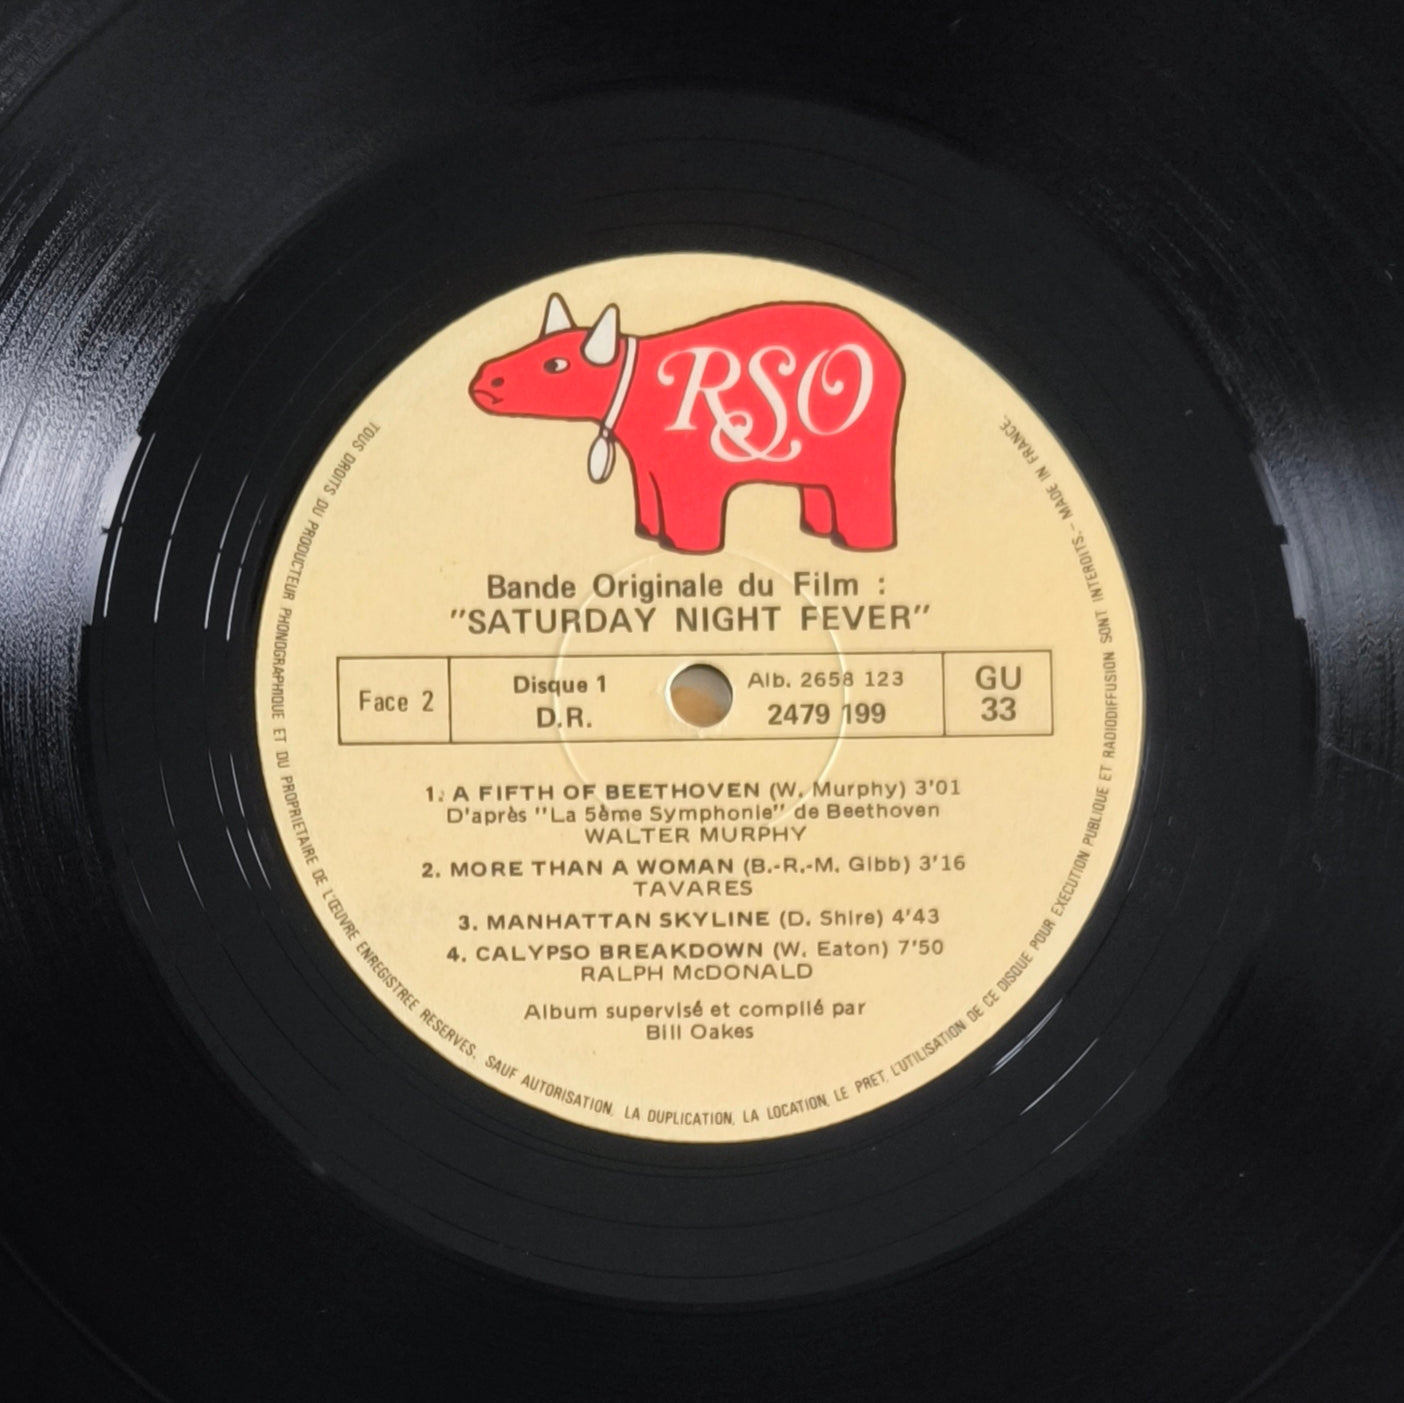 RSO
Bande Originale du Film :
"SATURDAY NIGHT FEVER"
Face 2
Disque 1
D.R.
Alb. 2658 123
2479 199
GU
33
1. A FIFTH OF BEETHOVEN (W. Murphy) 3'01
D'après "La 5ème Symphonie" de Beethoven
WALTER MURPHY
2. MORE THAN A WOMAN (B.-R.-M. Gibb) 3'16
TAVARES
3. MANHATTAN SKYLINE (D. Shire) 4'43
4. CALYPSO BREAKDOWN (W. Eaton) 7'50
RALPH McDONALD
Album supervisé et compilé par
Bill Oakes
TOUS DROITS DU PRODUCTEUR PHONOGRAPHIQUE ET DU PROPRIETAIRE DE L'ŒUVRE ENREGISTREE RESERVES. SAUF AUTORISATION, LA DUPLICATION, LA LOCATION, LE PRET, L'UTILISATION DE CE DISQUE POUR EXECUTION PUBLIQUE ET RADIODIFFUSION SONT INTERDITS.- MADE IN FRANCE.